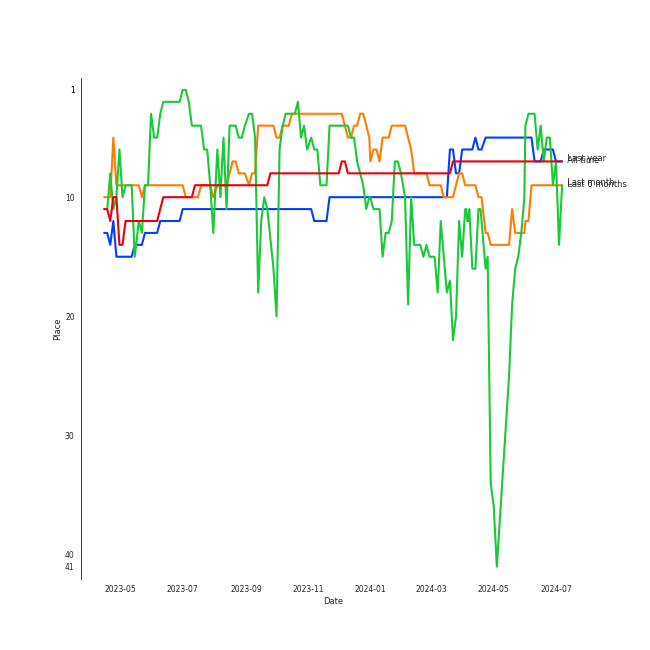 1
10
20
30
40
41
Place
2023-05
2023-07
2023-09
2023-11
2024-01
2024-03
2024-05
2024-07
Date
Last year
All time
Last month
Last 6 months